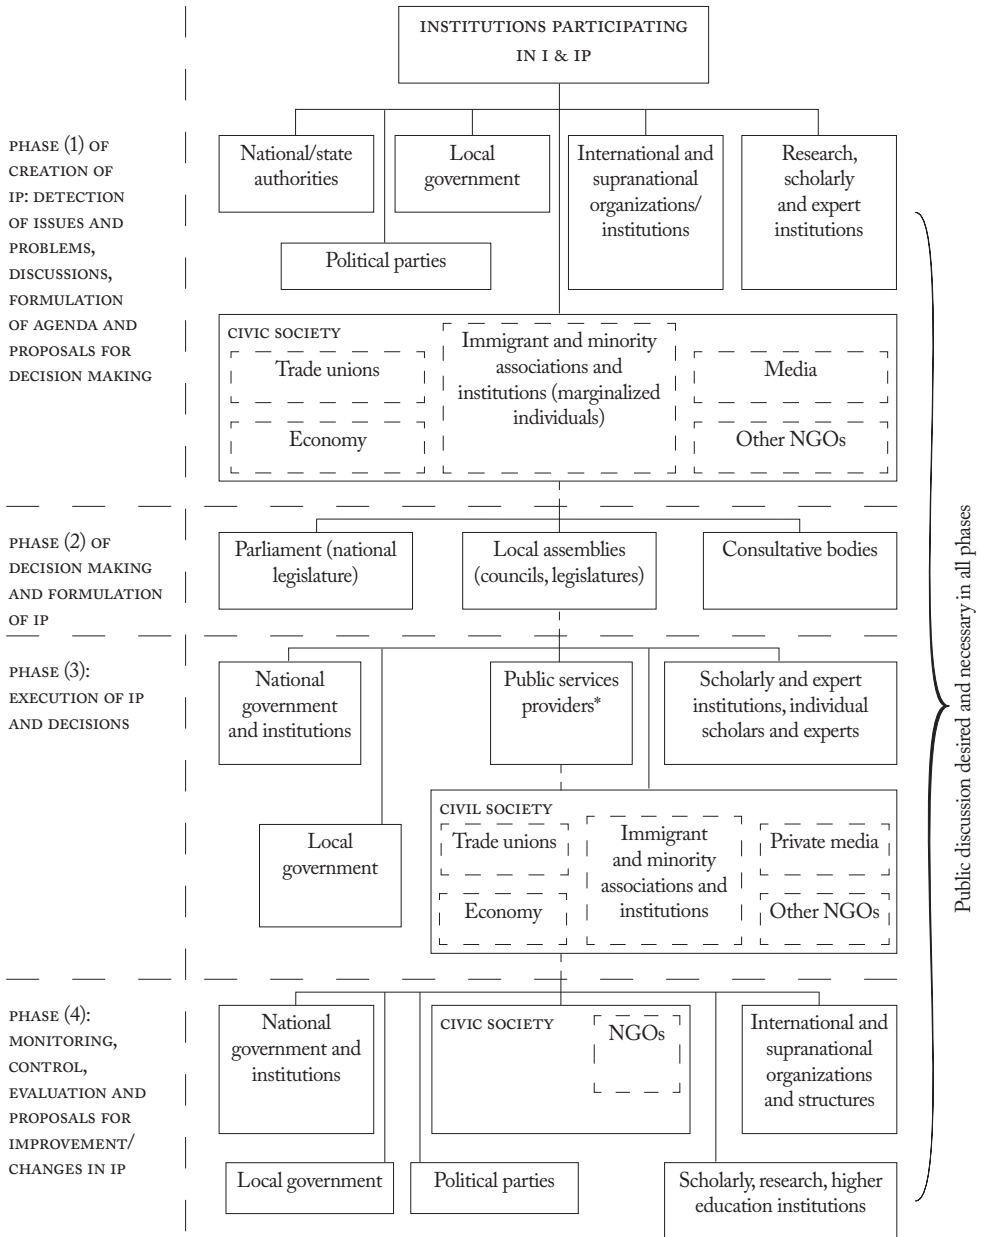 INSTITUTIONS PARTICIPATING
IN I & IP
PHASE (1) OF
CREATION OF
IP: DETECTION
OF ISSUES AND
PROBLEMS,
DISCUSSIONS,
FORMULATION
OF AGENDA AND
PROPOSALS FOR
DECISION MAKING
National/state
authorities
Local
government
International and
supranational
organizations/
institutions
Research,
scholarly
and expert
institutions
Political parties
CIVIC SOCIETY
Trade unions
Economy
Immigrant and minority
associations and
institutions (marginalized
individuals)
Media
Other NGOs
PHASE (2) OF
DECISION MAKING
AND FORMULATION
OF IP
Parliament (national
legislature)
Local assemblies
(councils, legislatures)
Consultative bodies
PHASE (3):
EXECUTION OF IP
AND DECISIONS
National
government
and institutions
Public services
providers*
Scholarly and expert
institutions, individual
scholars and experts
Local
government
CIVIL SOCIETY
Trade unions
Economy
Immigrant
and minority
associations and
institutions
Private media
Other NGOs
PHASE (4):
MONITORING,
CONTROL,
EVALUATION AND
PROPOSALS FOR
IMPROVEMENT/
CHANGES IN IP
National
government and
institutions
CIVIC SOCIETY
NGOs
International and
supranational
organizations
and structures
Local government
Political parties
Scholarly, research, higher
education institutions
Public discussion desired and necessary in all phases